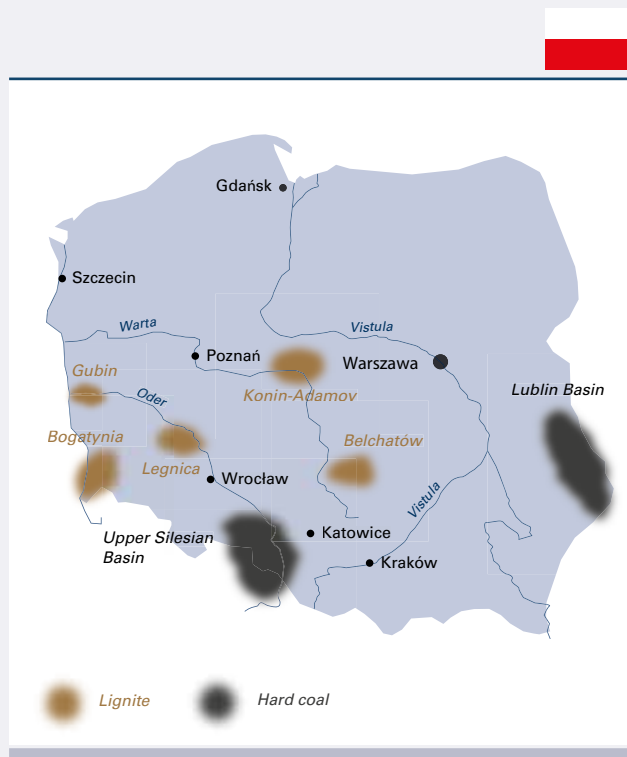 Gdańsk
Szczecin
Warta
Vistula
Poznań
Warszawa
Gubin
Oder
Konin-Adamov
Lublin Basin
Bogatynia
Legnica
Belchatów
Wrocław
Vistula
Upper Silesian
Basin
Katowice
Kraków
Lignite
Hard coal